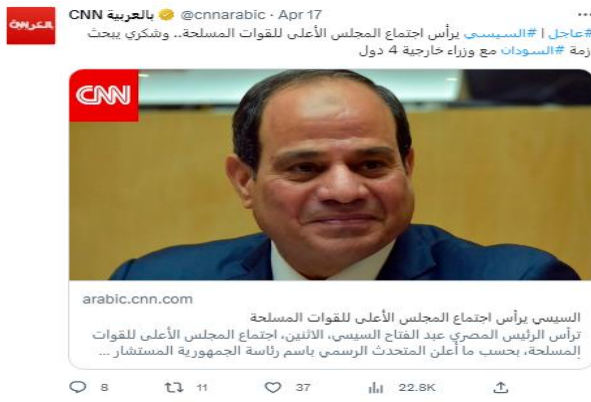 العربية
CNN بالعربية @cnnarabic · Apr 17
#عاجل | #السيسي يرأس اجتماع المجلس الأعلى للقوات المسلحة.. وشكري يبحث
زمة #السودان مع وزراء خارجية 4 دول
CNN
arabic.cnn.com
السيسي يرأس اجتماع المجلس الأعلى للقوات المسلحة
ترأس الرئيس المصري عبد الفتاح السيسي، الاثنين، اجتماع المجلس الأعلى للقوات
المسلحة، بحسب ما أعلن المتحدث الرسمي باسم رئاسة الجمهورية المستشار ...
8 11 37 22.8K